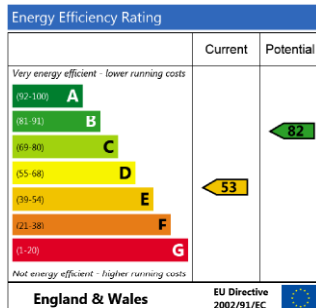 Energy Efficiency Rating
Current Potential
Very energy efficient - lower running costs
(92-100) A
(81-91) B
82
(69-80) C
(55-68) D
53
(39-54) E
(21-38) F
(1-20) G
Not energy efficient - higher running costs
England & Wales
EU Directive
2002/91/EC